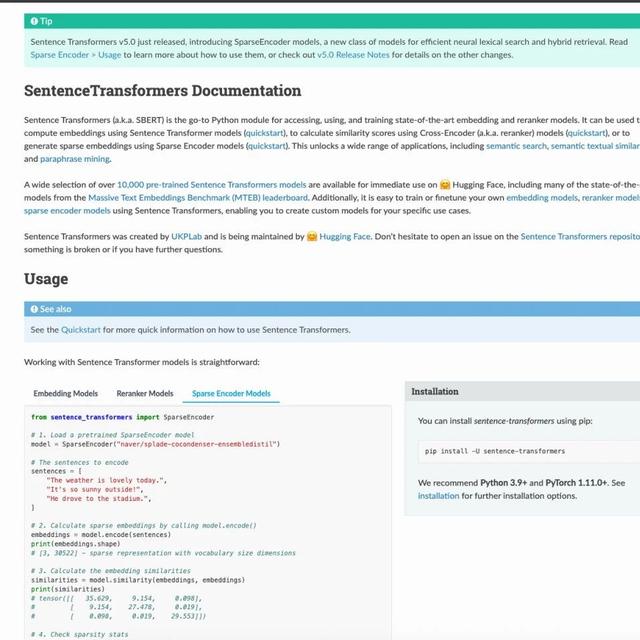 Tip
Sentence Transformers v5.0 just released, introducing SparseEncoder models, a new class of models for efficient neural lexical search and hybrid retrieval. Read
Sparse Encoder > Usage to learn more about how to use them, or check out v5.0 Release Notes for details on the other changes.
SentenceTransformers Documentation
Sentence Transformers (a.k.a. SBERT) is the go-to Python module for accessing, using, and training state-of-the-art embedding and reranker models. It can be used t
compute embeddings using Sentence Transformer models (quickstart), to calculate similarity scores using Cross-Encoder (a.k.a. reranker) models (quickstart), or to
generate sparse embeddings using Sparse Encoder models (quickstart). This unlocks a wide range of applications, including semantic search, semantic textual similar
and paraphrase mining.
A wide selection of over 10,000 pre-trained Sentence Transformers models are available for immediate use on 🤗 Hugging Face, including many of the state-of-the-
models from the Massive Text Embeddings Benchmark (MTEB) leaderboard. Additionally, it is easy to train or finetune your own embedding models, reranker model
sparse encoder models using Sentence Transformers, enabling you to create custom models for your specific use cases.
Sentence Transformers was created by UKPLab and is being maintained by 🤗 Hugging Face. Don't hesitate to open an issue on the Sentence Transformers reposito
something is broken or if you have further questions.
Usage
See also
See the Quickstart for more quick information on how to use Sentence Transformers.
Working with Sentence Transformer models is straightforward:
Embedding Models Reranker Models Sparse Encoder Models
from sentence_transformers import SparseEncoder
# 1. Load a pretrained SparseEncoder model
model = SparseEncoder("naver/splade-cocondenser-ensembledistil")
# The sentences to encode
sentences = [
"The weather is lovely today.",
"It's so sunny outside!",
"He drove to the stadium.",
]
# 2. Calculate sparse embeddings by calling model.encode()
embeddings = model.encode(sentences)
print(embeddings.shape)
# [3, 30522] - sparse representation with vocabulary size dimensions
# 3. Calculate the embedding similarities
similarities = model.similarity(embeddings, embeddings)
print(similarities)
# tensor([[ 35.629, 9.154, 0.098],
# [ 9.154, 27.478, 0.019],
# [ 0.098, 0.019, 29.553]])
# 4. Check sparsity stats
Installation
You can install sentence-transformers using pip:
pip install -U sentence-transformers
We recommend Python 3.9+ and PyTorch 1.11.0+. See
installation for further installation options.